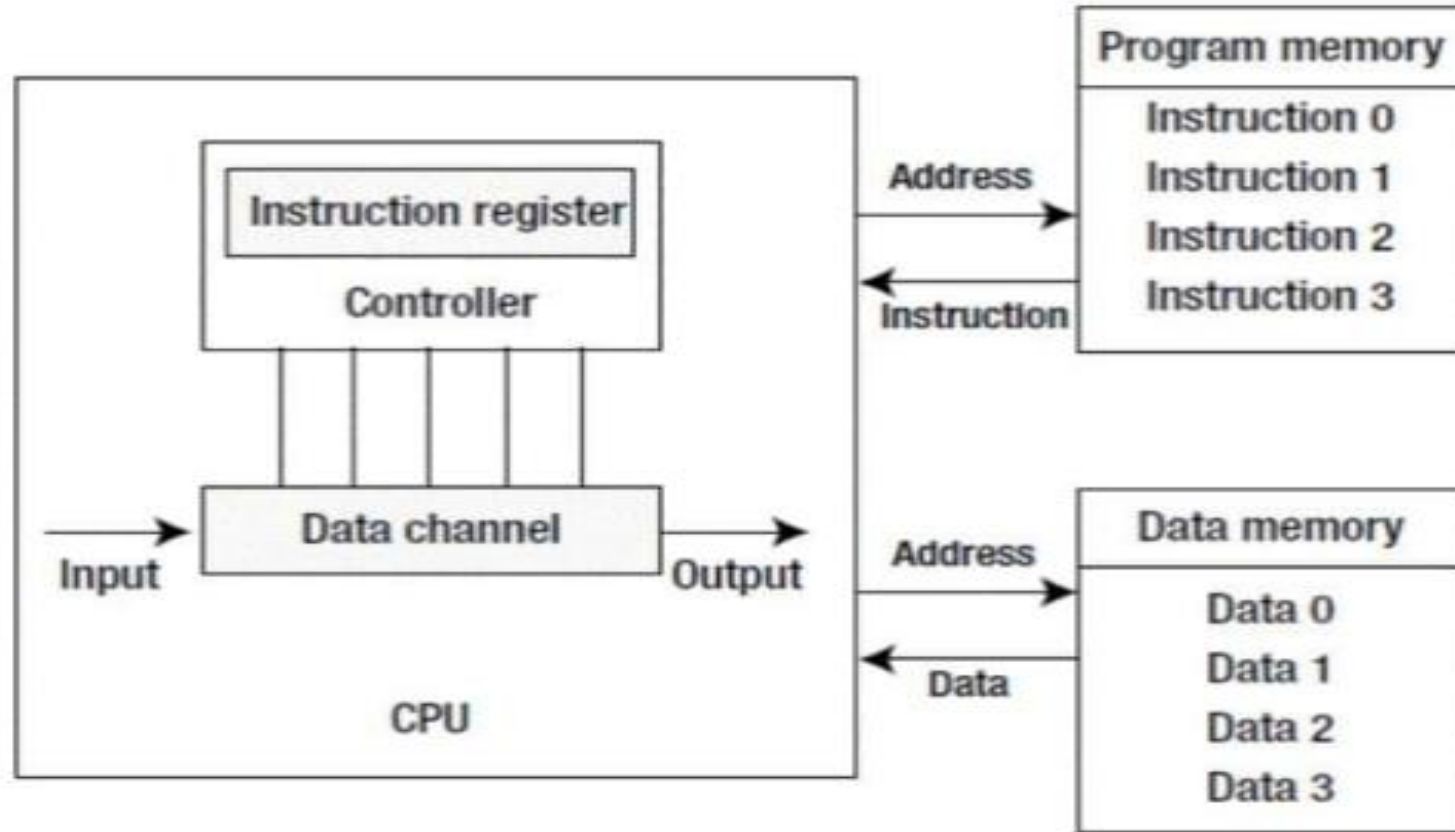 Program memory
Instruction 0
Instruction 1
Instruction 2
Instruction 3
Address
Instruction
Instruction register
Controller
Data channel
Input
Output
CPU
Address
Data
Data memory
Data 0
Data 1
Data 2
Data 3